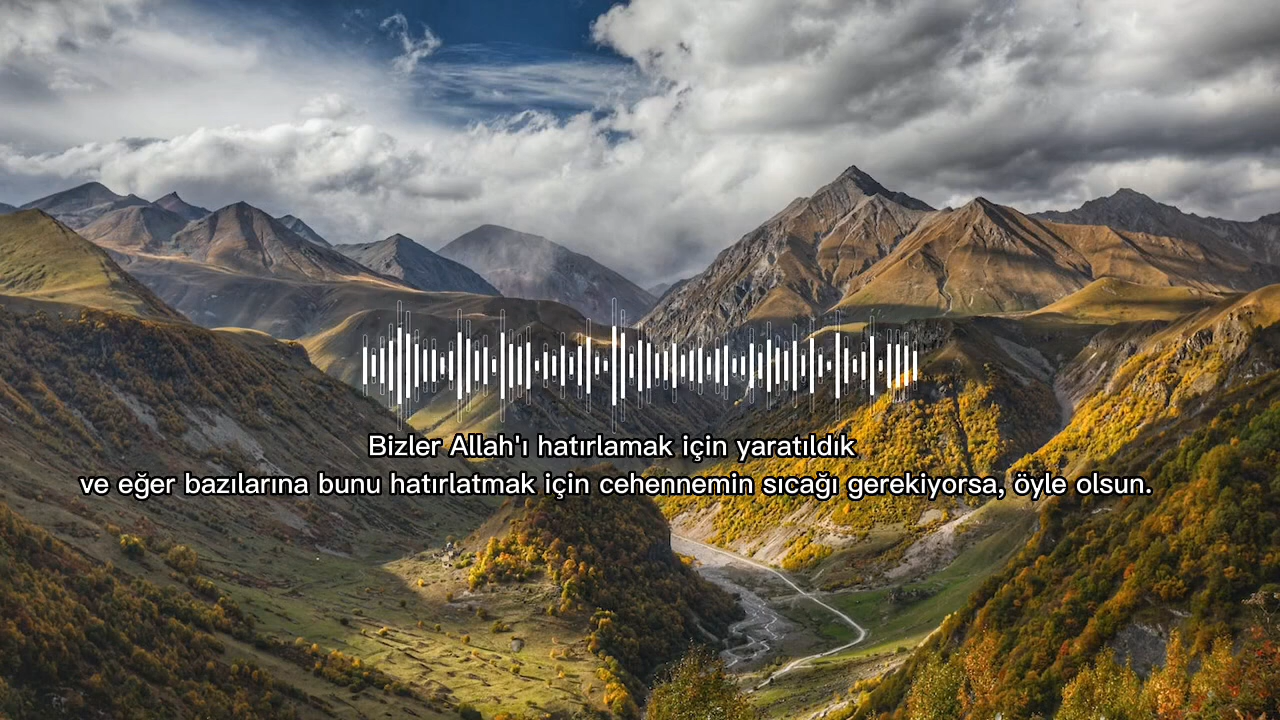 Bizler Allah'ı hatırlamak için yaratıldık
ve eğer bazılarına bunu hatırlatmak için cehennemin sıcağı gerekiyorsa, öyle olsun.